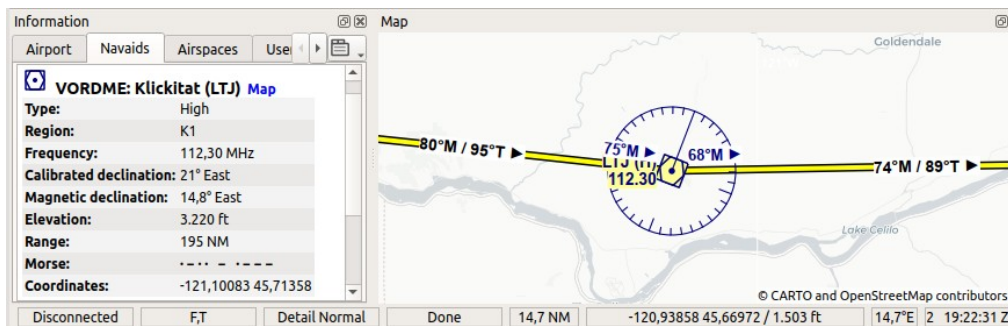 Information
Airport Navaids Airspaces User
VORDME: Klickitat (LTJ) Map
Type: High
Region: K1
Frequency: 112,30 MHz
Calibrated declination: 21° East
Magnetic declination: 14,8° East
Elevation: 3.220 ft
Range: 195 NM
Morse: ·-·· - ·---
Coordinates: -121,10083 45,71358
Map
Goldendale
80°M / 95°T ►
75°M ►
68°M ►
LTJ (H)
112.30
74°M / 89°T ►
Lake Celilo
© CARTO and OpenStreetMap contributors
Disconnected F,T Detail Normal Done 14,7 NM -120,93858 45,66972 / 1.503 ft 14,7°E 2 19:22:31 Z